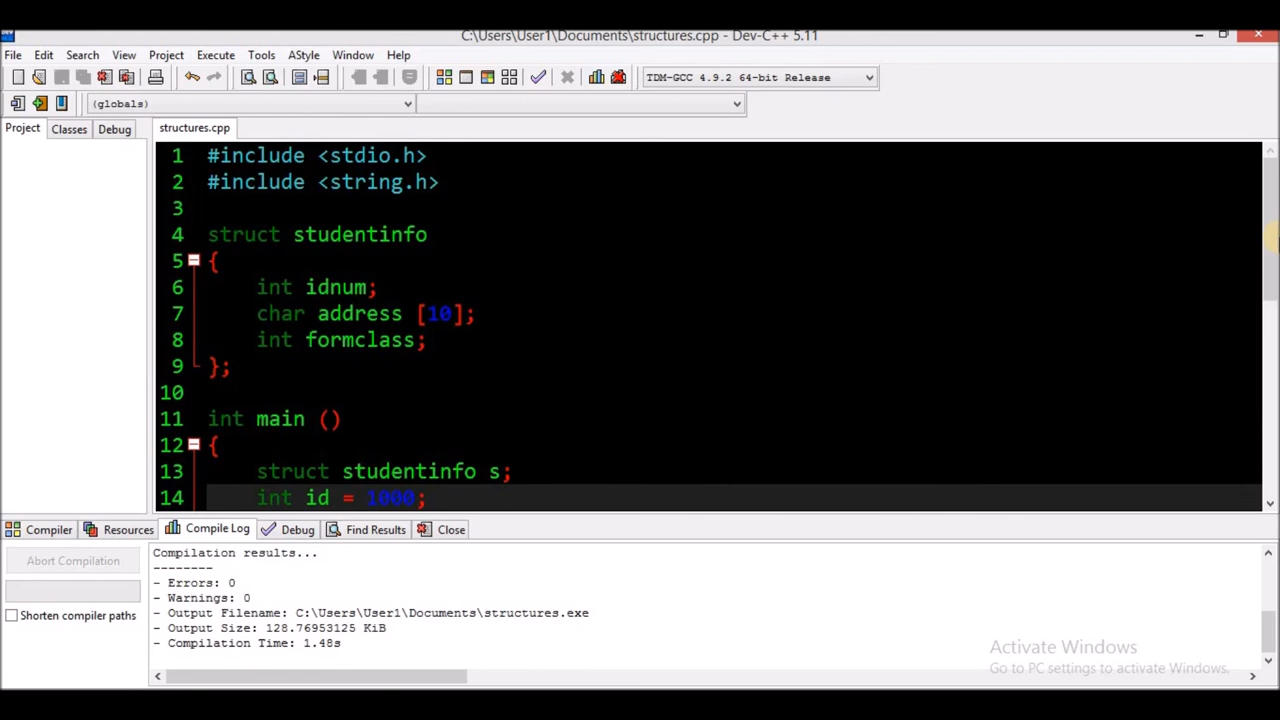 C:\Users\User1\Documents\structures.cpp - Dev-C++ 5.11
File Edit Search View Project Execute Tools AStyle Window Help
TDM-GCC 4.9.2 64-bit Release
(globals)
Project Classes Debug
structures.cpp
1 #include <stdio.h>
2 #include <string.h>
3
4 struct studentinfo
5 {
6 int idnum;
7 char address [10];
8 int formclass;
9 };
10
11 int main ()
12 {
13 struct studentinfo s;
14 int id = 1000;
Compiler Resources Compile Log Debug Find Results Close
Abort Compilation
Shorten compiler paths
Compilation results...
--------
- Errors: 0
- Warnings: 0
- Output Filename: C:\Users\User1\Documents\structures.exe
- Output Size: 128.76953125 KiB
- Compilation Time: 1.48s
Activate Windows
Go to PC settings to activate Windows.